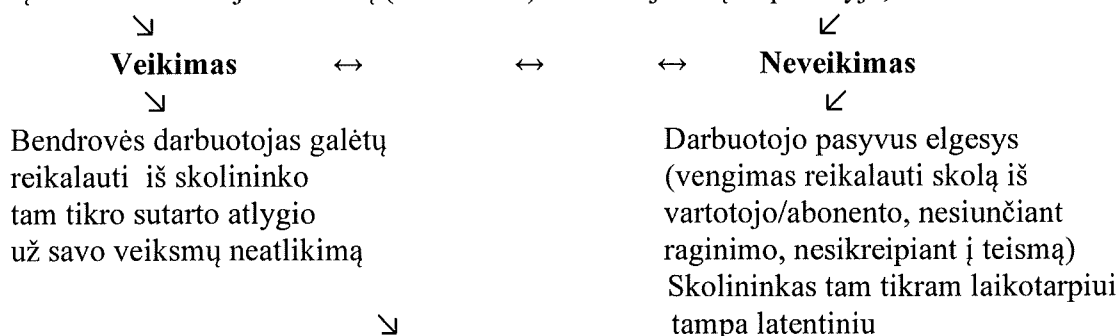 ↘ ↙
Veikimas ↔ ↔ ↔ Neveikimas
↘ ↙
Bendrovės darbuotojas galėtų
reikalauti iš skolininko
tam tikro sutarto atlygio
už savo veiksmų neatlikimą
Darbuotojo pasyvus elgesys
(vengimas reikalauti skolą iš
vartotojo/abonento, nesiunčiant
raginimo, nesikreipiant į teismą)
Skolininkas tam tikram laikotarpiui
tampa latentiniu
↘